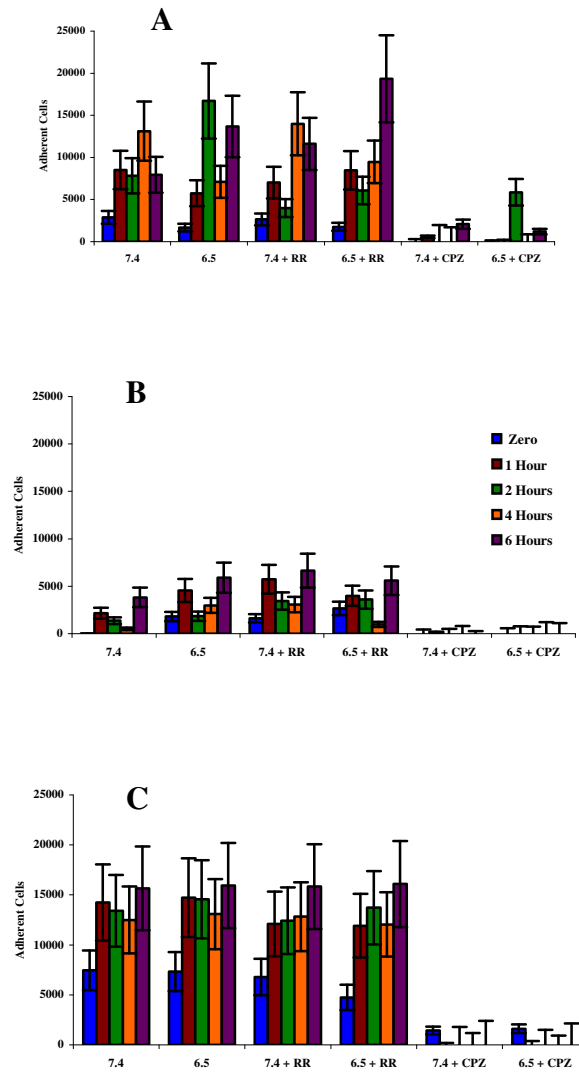 A
25000
20000
15000
10000
5000
0
Adherent Cells
7.4 6.5 7.4 + RR 6.5 + RR 7.4 + CPZ 6.5 + CPZ
B
25000
20000
15000
10000
5000
0
Adherent Cells
Zero
1 Hour
2 Hours
4 Hours
6 Hours
7.4 6.5 7.4 + RR 6.5 + RR 7.4 + CPZ 6.5 + CPZ
C
25000
20000
15000
10000
5000
0
Adherent Cells
7.4 6.5 7.4 + RR 6.5 + RR 7.4 + CPZ 6.5 + CPZ